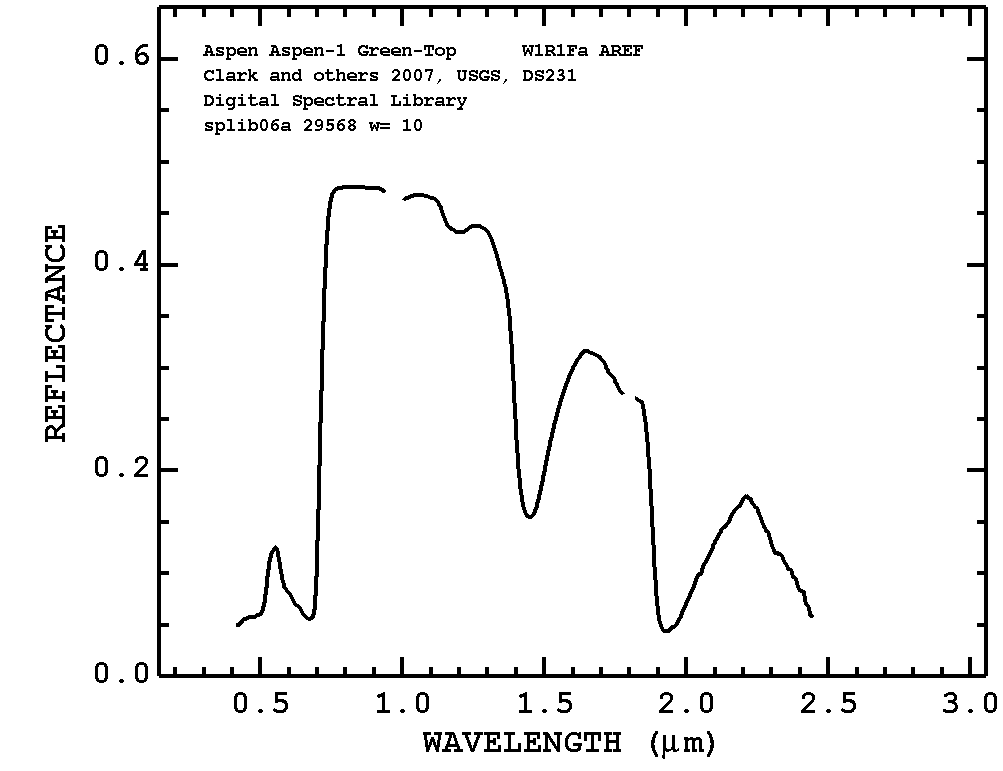 Aspen Aspen-1 Green-Top W1R1Fa AREF
Clark and others 2007, USGS, DS231
Digital Spectral Library
splib06a 29568 w= 10
REFLECTANCE
0.6
0.4
0.2
0.0
0.5 1.0 1.5 2.0 2.5 3.0
WAVELENGTH (μm)